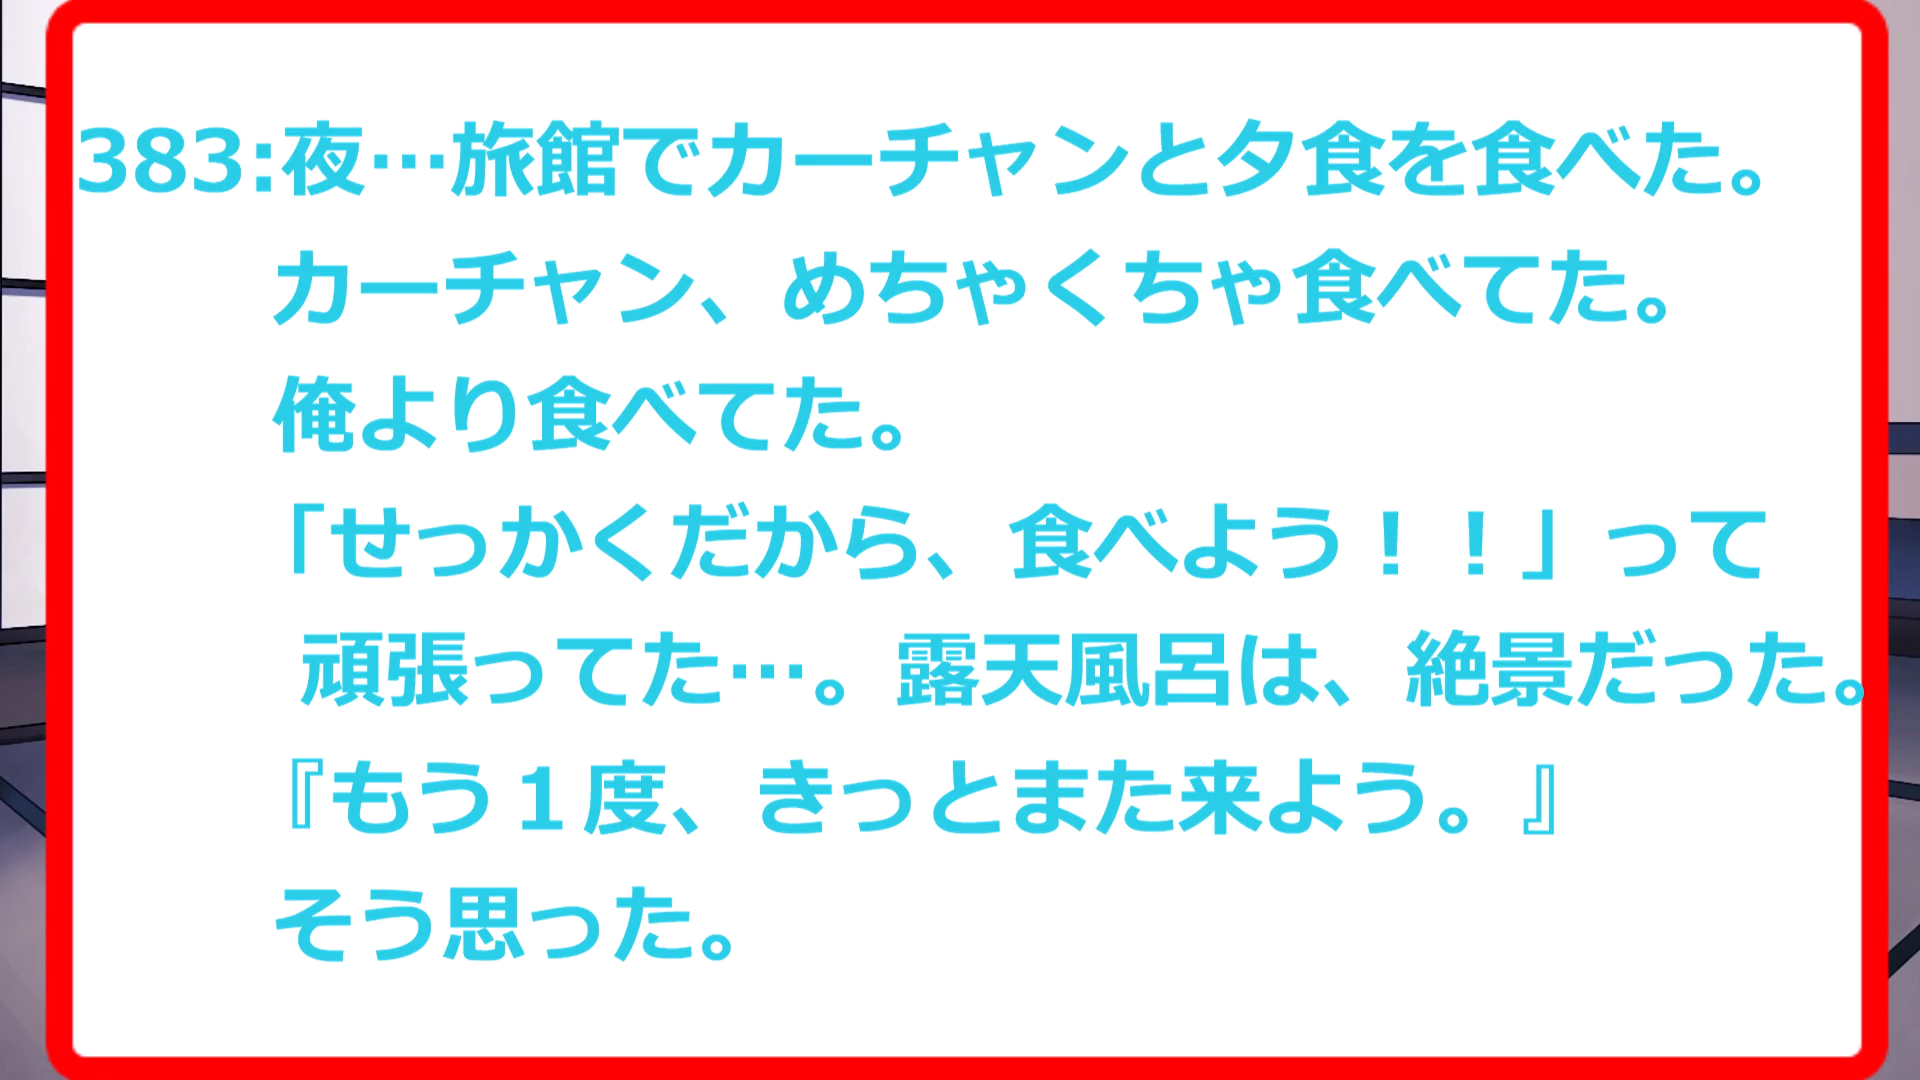 383:夜…旅館でカーチャンと夕食を食べた。
カーチャン、めちゃくちゃ食べてた。
俺より食べてた。
「せっかくだから、食べよう！！」って
頑張ってた…。露天風呂は、絶景だった。
『もう１度、きっとまた来よう。』
そう思った。